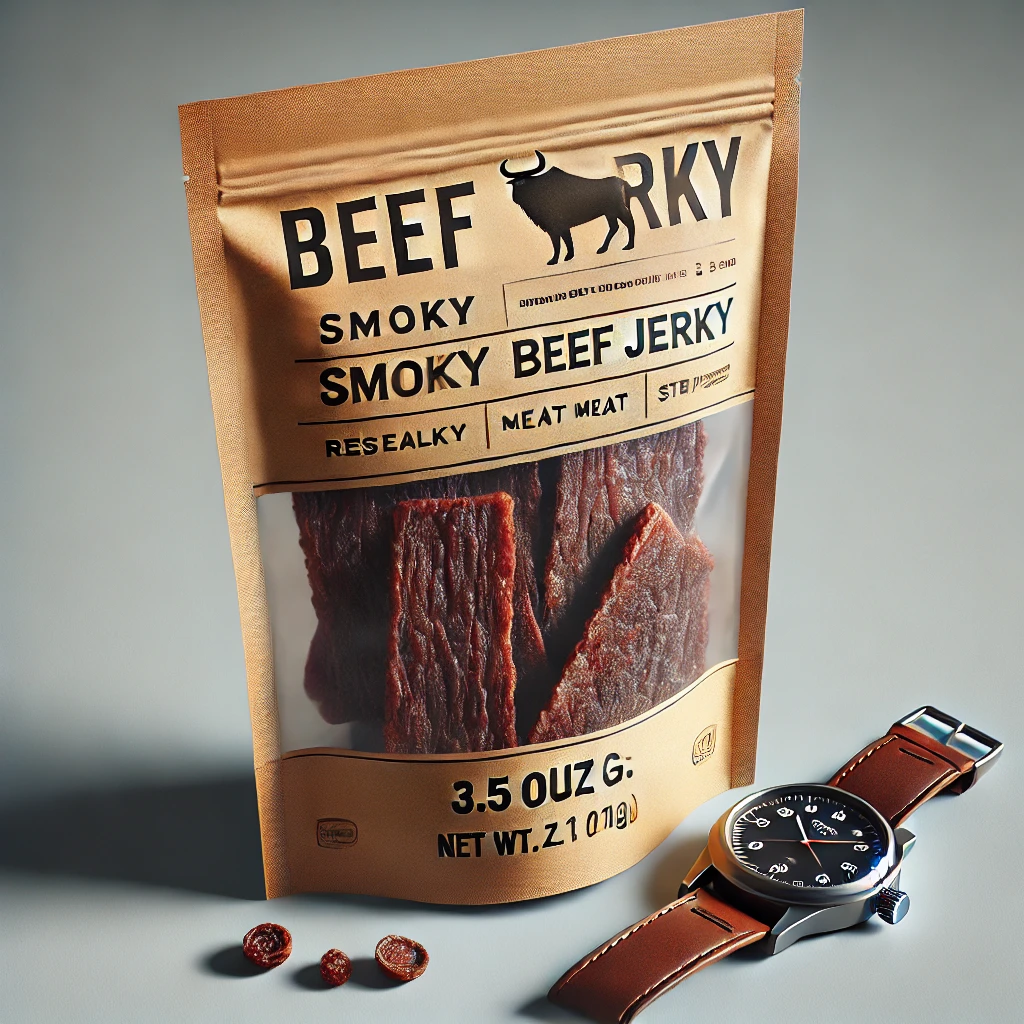 BEEF RKY
SMOKY
SMOKY BEEF JERKY
RESEALKY MEAT MEAT
3.5 OUZ G.
NET WT.